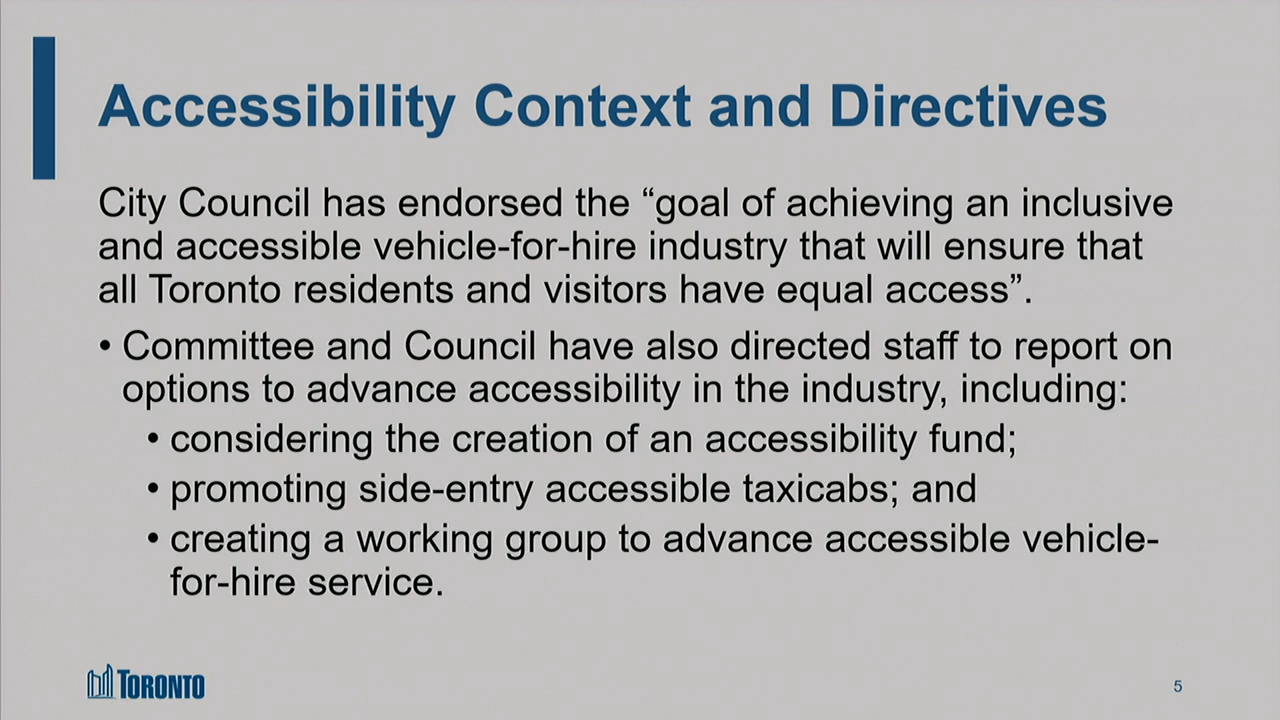 Accessibility Context and Directives
City Council has endorsed the “goal of achieving an inclusive
and accessible vehicle-for-hire industry that will ensure that
all Toronto residents and visitors have equal access”.
• Committee and Council have also directed staff to report on
options to advance accessibility in the industry, including:
• considering the creation of an accessibility fund;
• promoting side-entry accessible taxicabs; and
• creating a working group to advance accessible vehicle-
for-hire service.
TORONTO
5